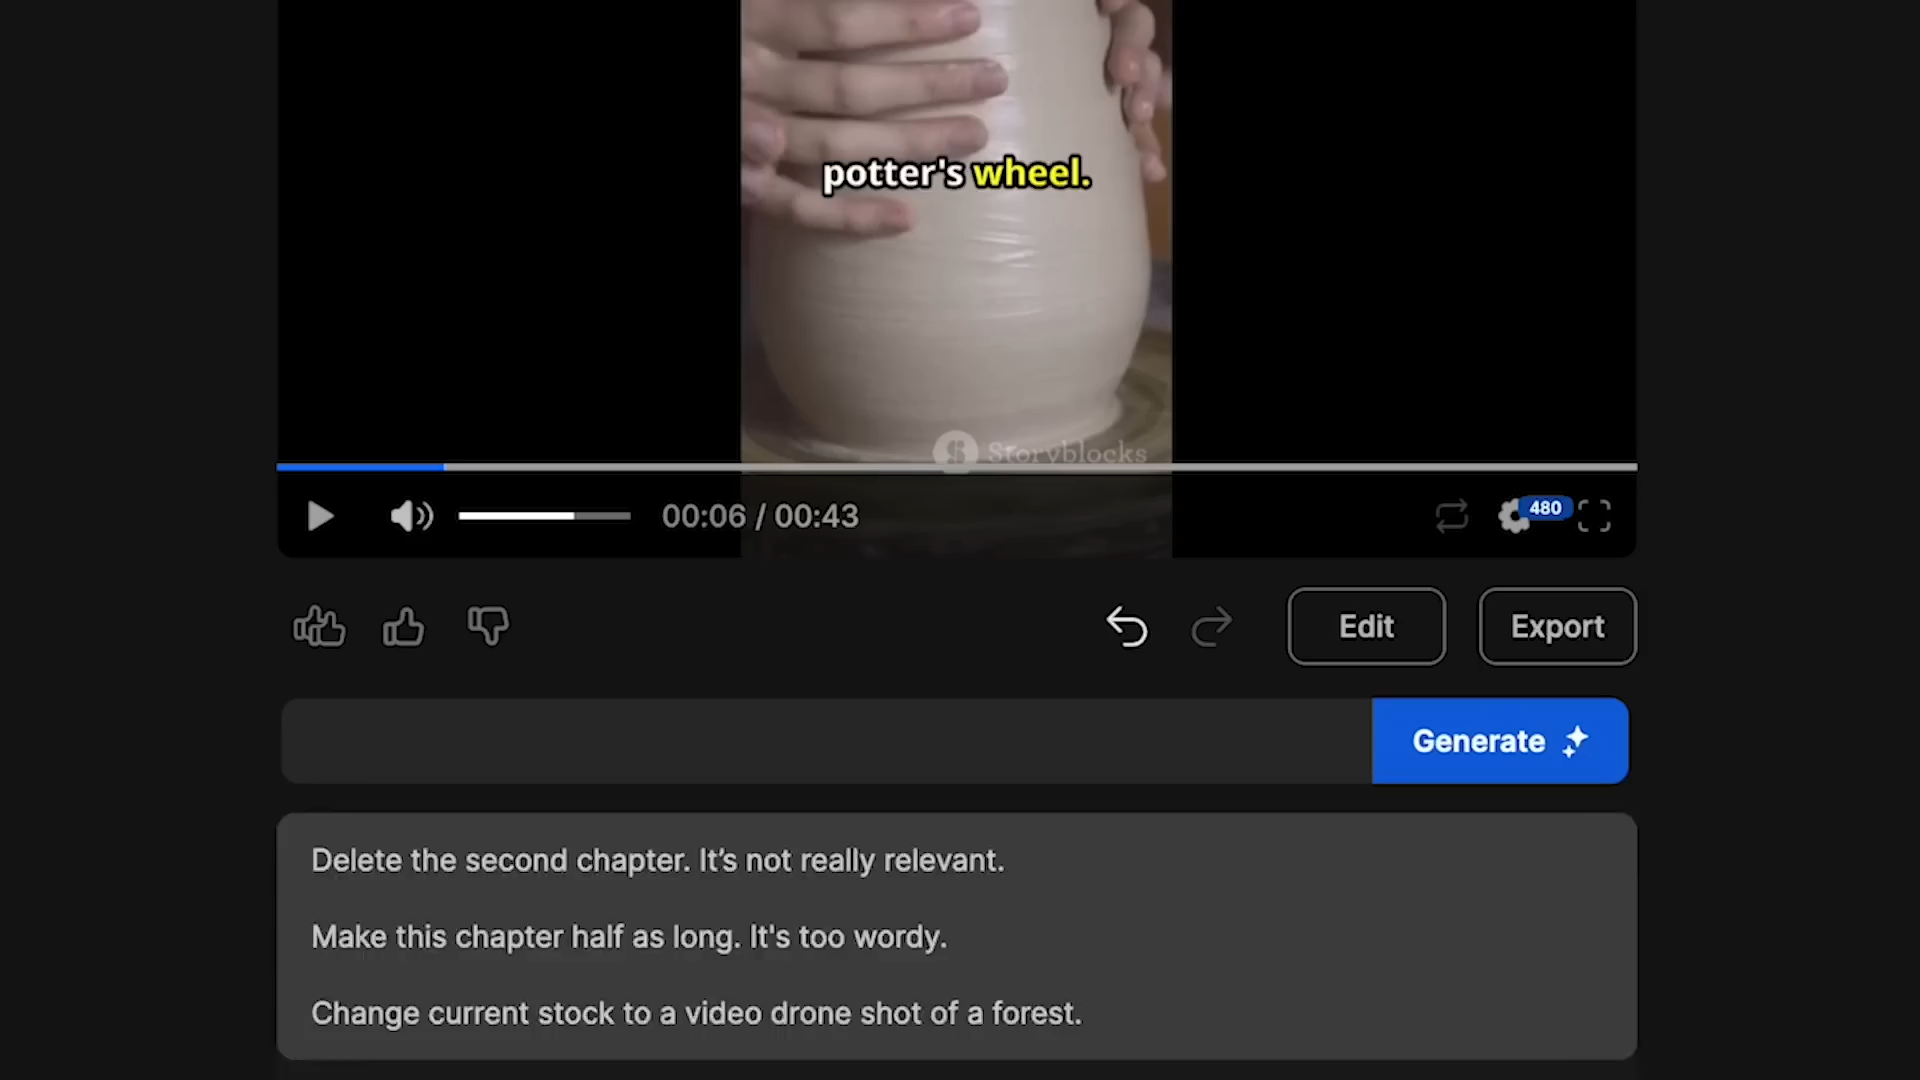 potter's wheel.
Storyblocks
00:06 / 00:43
480
Edit
Export
Generate
Delete the second chapter. It’s not really relevant.
Make this chapter half as long. It's too wordy.
Change current stock to a video drone shot of a forest.